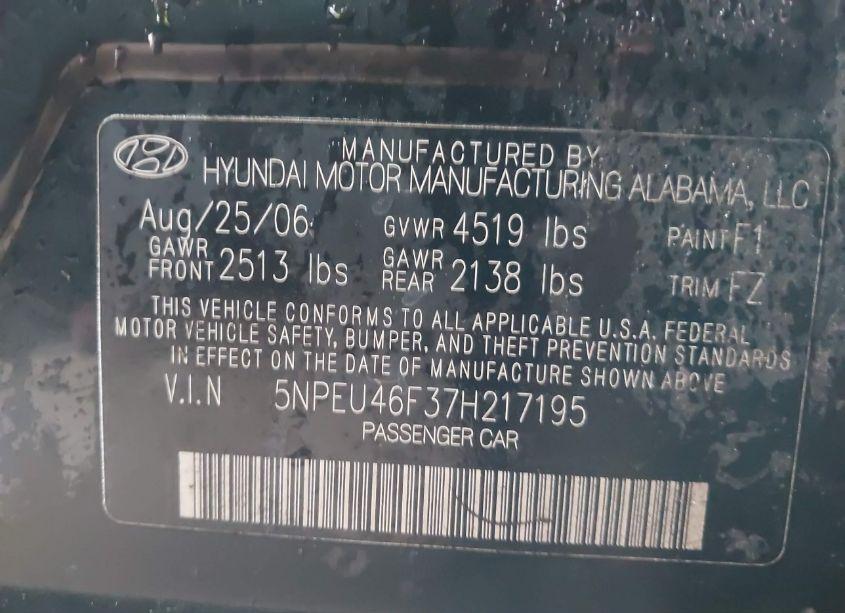 MANUFACTURED BY
HYUNDAI MOTOR MANUFACTURING ALABAMA, LLC
Aug/25/06 GVWR 4519 lbs PAINT F1
GAWR FRONT 2513 lbs GAWR REAR 2138 lbs TRIM FZ
THIS VEHICLE CONFORMS TO ALL APPLICABLE U.S.A. FEDERAL
MOTOR VEHICLE SAFETY, BUMPER, AND THEFT PREVENTION STANDARDS
IN EFFECT ON THE DATE OF MANUFACTURE SHOWN ABOVE
V.I.N 5NPEU46F37H217195
PASSENGER CAR